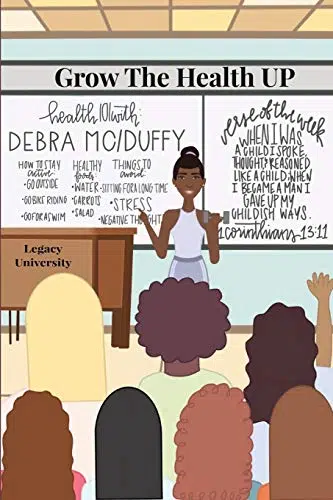 Grow The Health UP
health 101 with:
DEBRA MC/DUFFY
HOW TO STAY
active:
•GO OUTSIDE
•GO BIKE RIDING
•GO FOR A SWIM
HEALTHY
foods:
•WATER
•CARROTS
•SALAD
THINGS TO
avoid:
•SITTING FOR A LONG TIME
•STRESS
•NEGATIVE THOUGHT
verse of the week
WHEN I WAS
A CHILD I SPOKE,
THOUGHT & REASONED
LIKE A CHILD; WHEN
I BECAME A MAN I
GAVE UP MY
CHILDISH WAYS.
1 corinthians 13:11
Legacy
University